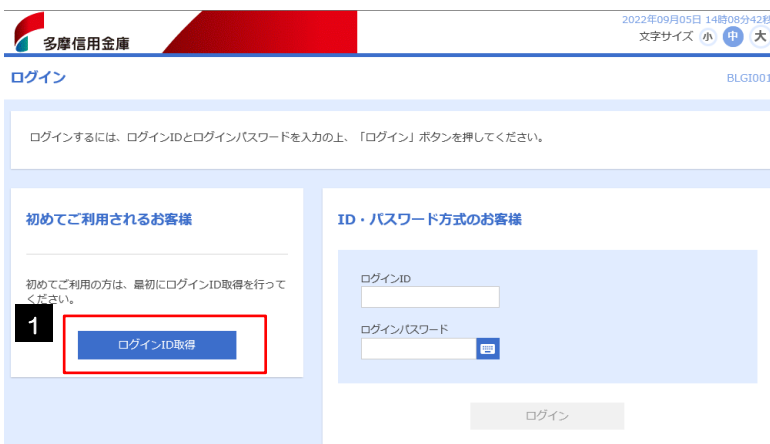 多摩信用金庫
2022年09月05日 14時08分42秒
文字サイズ 小 中 大
ログイン
BLGI001
ログインするには、ログインIDとログインパスワードを入力の上、「ログイン」ボタンを押してください。
初めてご利用されるお客様
初めてご利用の方は、最初にログインID取得を行って
ください。
1
ログインID取得
ID・パスワード方式のお客様
ログインID
ログインパスワード
ログイン